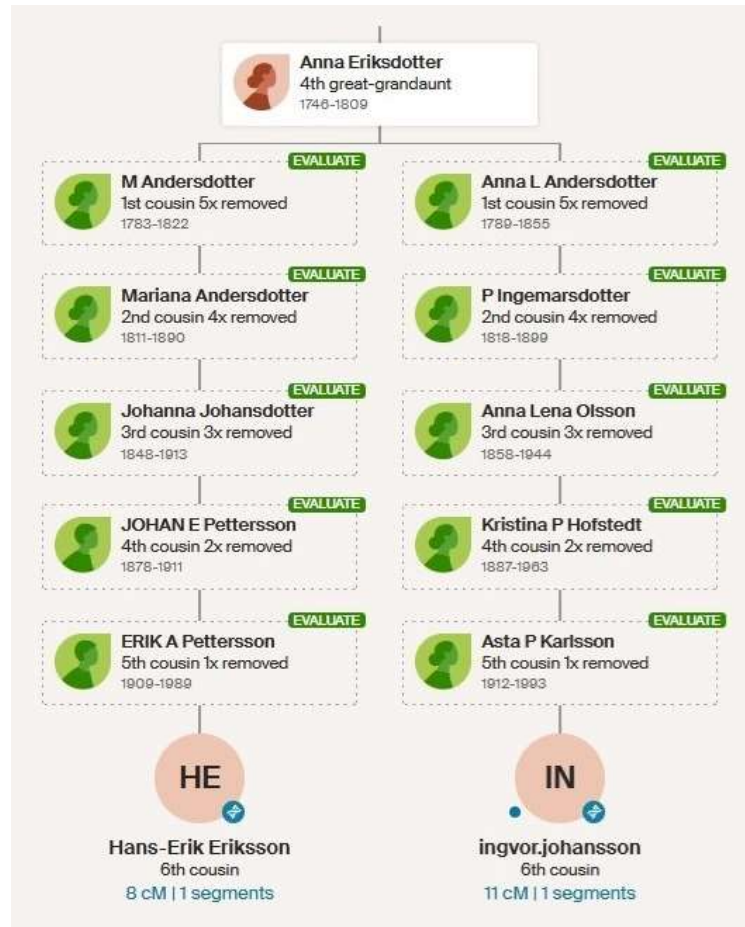 Anna Eriksdotter
4th great-grandaunt
1746-1809
EVALUATE
M Andersdotter
1st cousin 5x removed
1783-1822
EVALUATE
Anna L Andersdotter
1st cousin 5x removed
1789-1855
EVALUATE
Mariana Andersdotter
2nd cousin 4x removed
1811-1890
EVALUATE
P Ingemarsdotter
2nd cousin 4x removed
1818-1899
EVALUATE
Johanna Johansdotter
3rd cousin 3x removed
1848-1913
EVALUATE
Anna Lena Olsson
3rd cousin 3x removed
1858-1944
EVALUATE
JOHAN E Pettersson
4th cousin 2x removed
1878-1911
EVALUATE
Kristina P Hofstedt
4th cousin 2x removed
1887-1963
EVALUATE
ERIK A Pettersson
5th cousin 1x removed
1909-1989
EVALUATE
Asta P Karlsson
5th cousin 1x removed
1912-1993
HE
Hans-Erik Eriksson
6th cousin
8 cM | 1 segments
IN
ingvor.johansson
6th cousin
11 cM | 1 segments